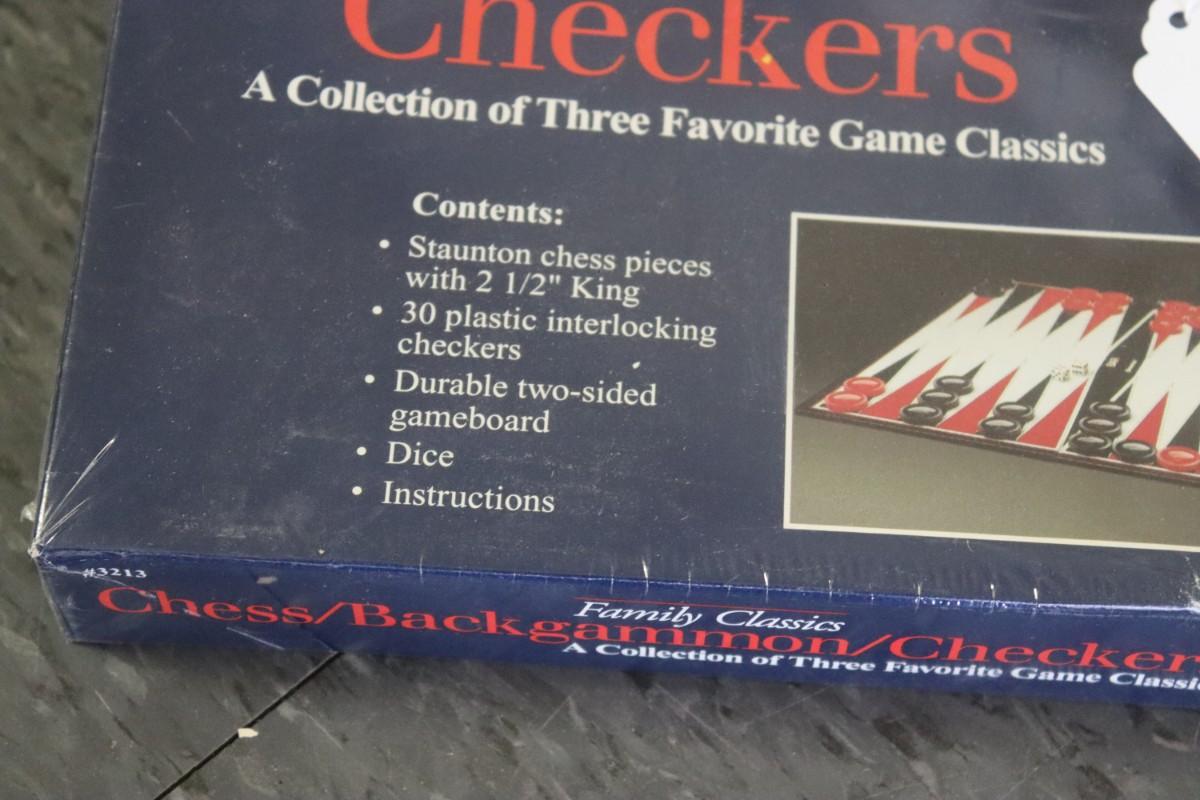 Checkers
A Collection of Three Favorite Game Classics
Contents:
• Staunton chess pieces
with 2 1/2" King
• 30 plastic interlocking
checkers
• Durable two-sided
gameboard
• Dice
• Instructions
#3213
Family Classics
Chess/Backgammon/Checker
A Collection of Three Favorite Game Classic